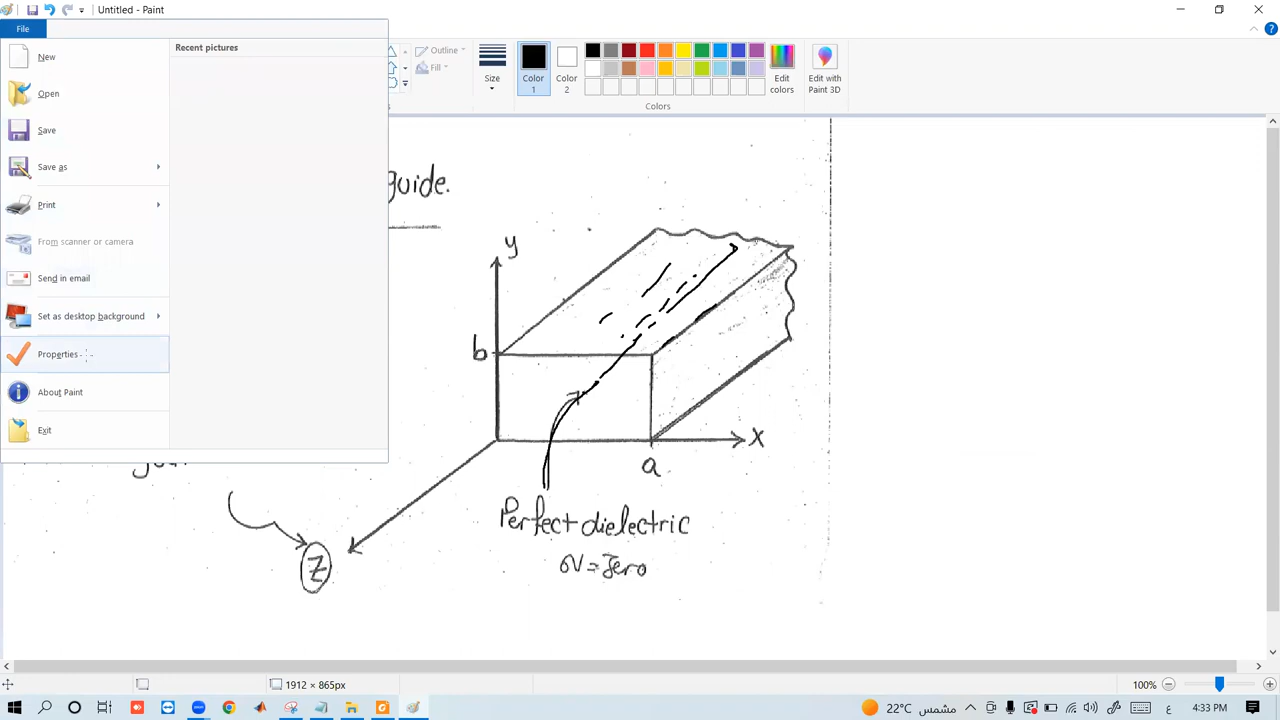 Untitled - Paint
File
Recent pictures
New
Open
Save
Save as
Print
From scanner or camera
Send in email
Set as desktop background
Properties
About Paint
Exit
Outline
Fill
Size
Color 1
Color 2
Edit colors
Edit with Paint 3D
Colors
guide.
y
b
x
a
Perfect dielectric
σ = Zero
Z
1912 × 865px
100%
22°C مشمس
ع
4:33 PM